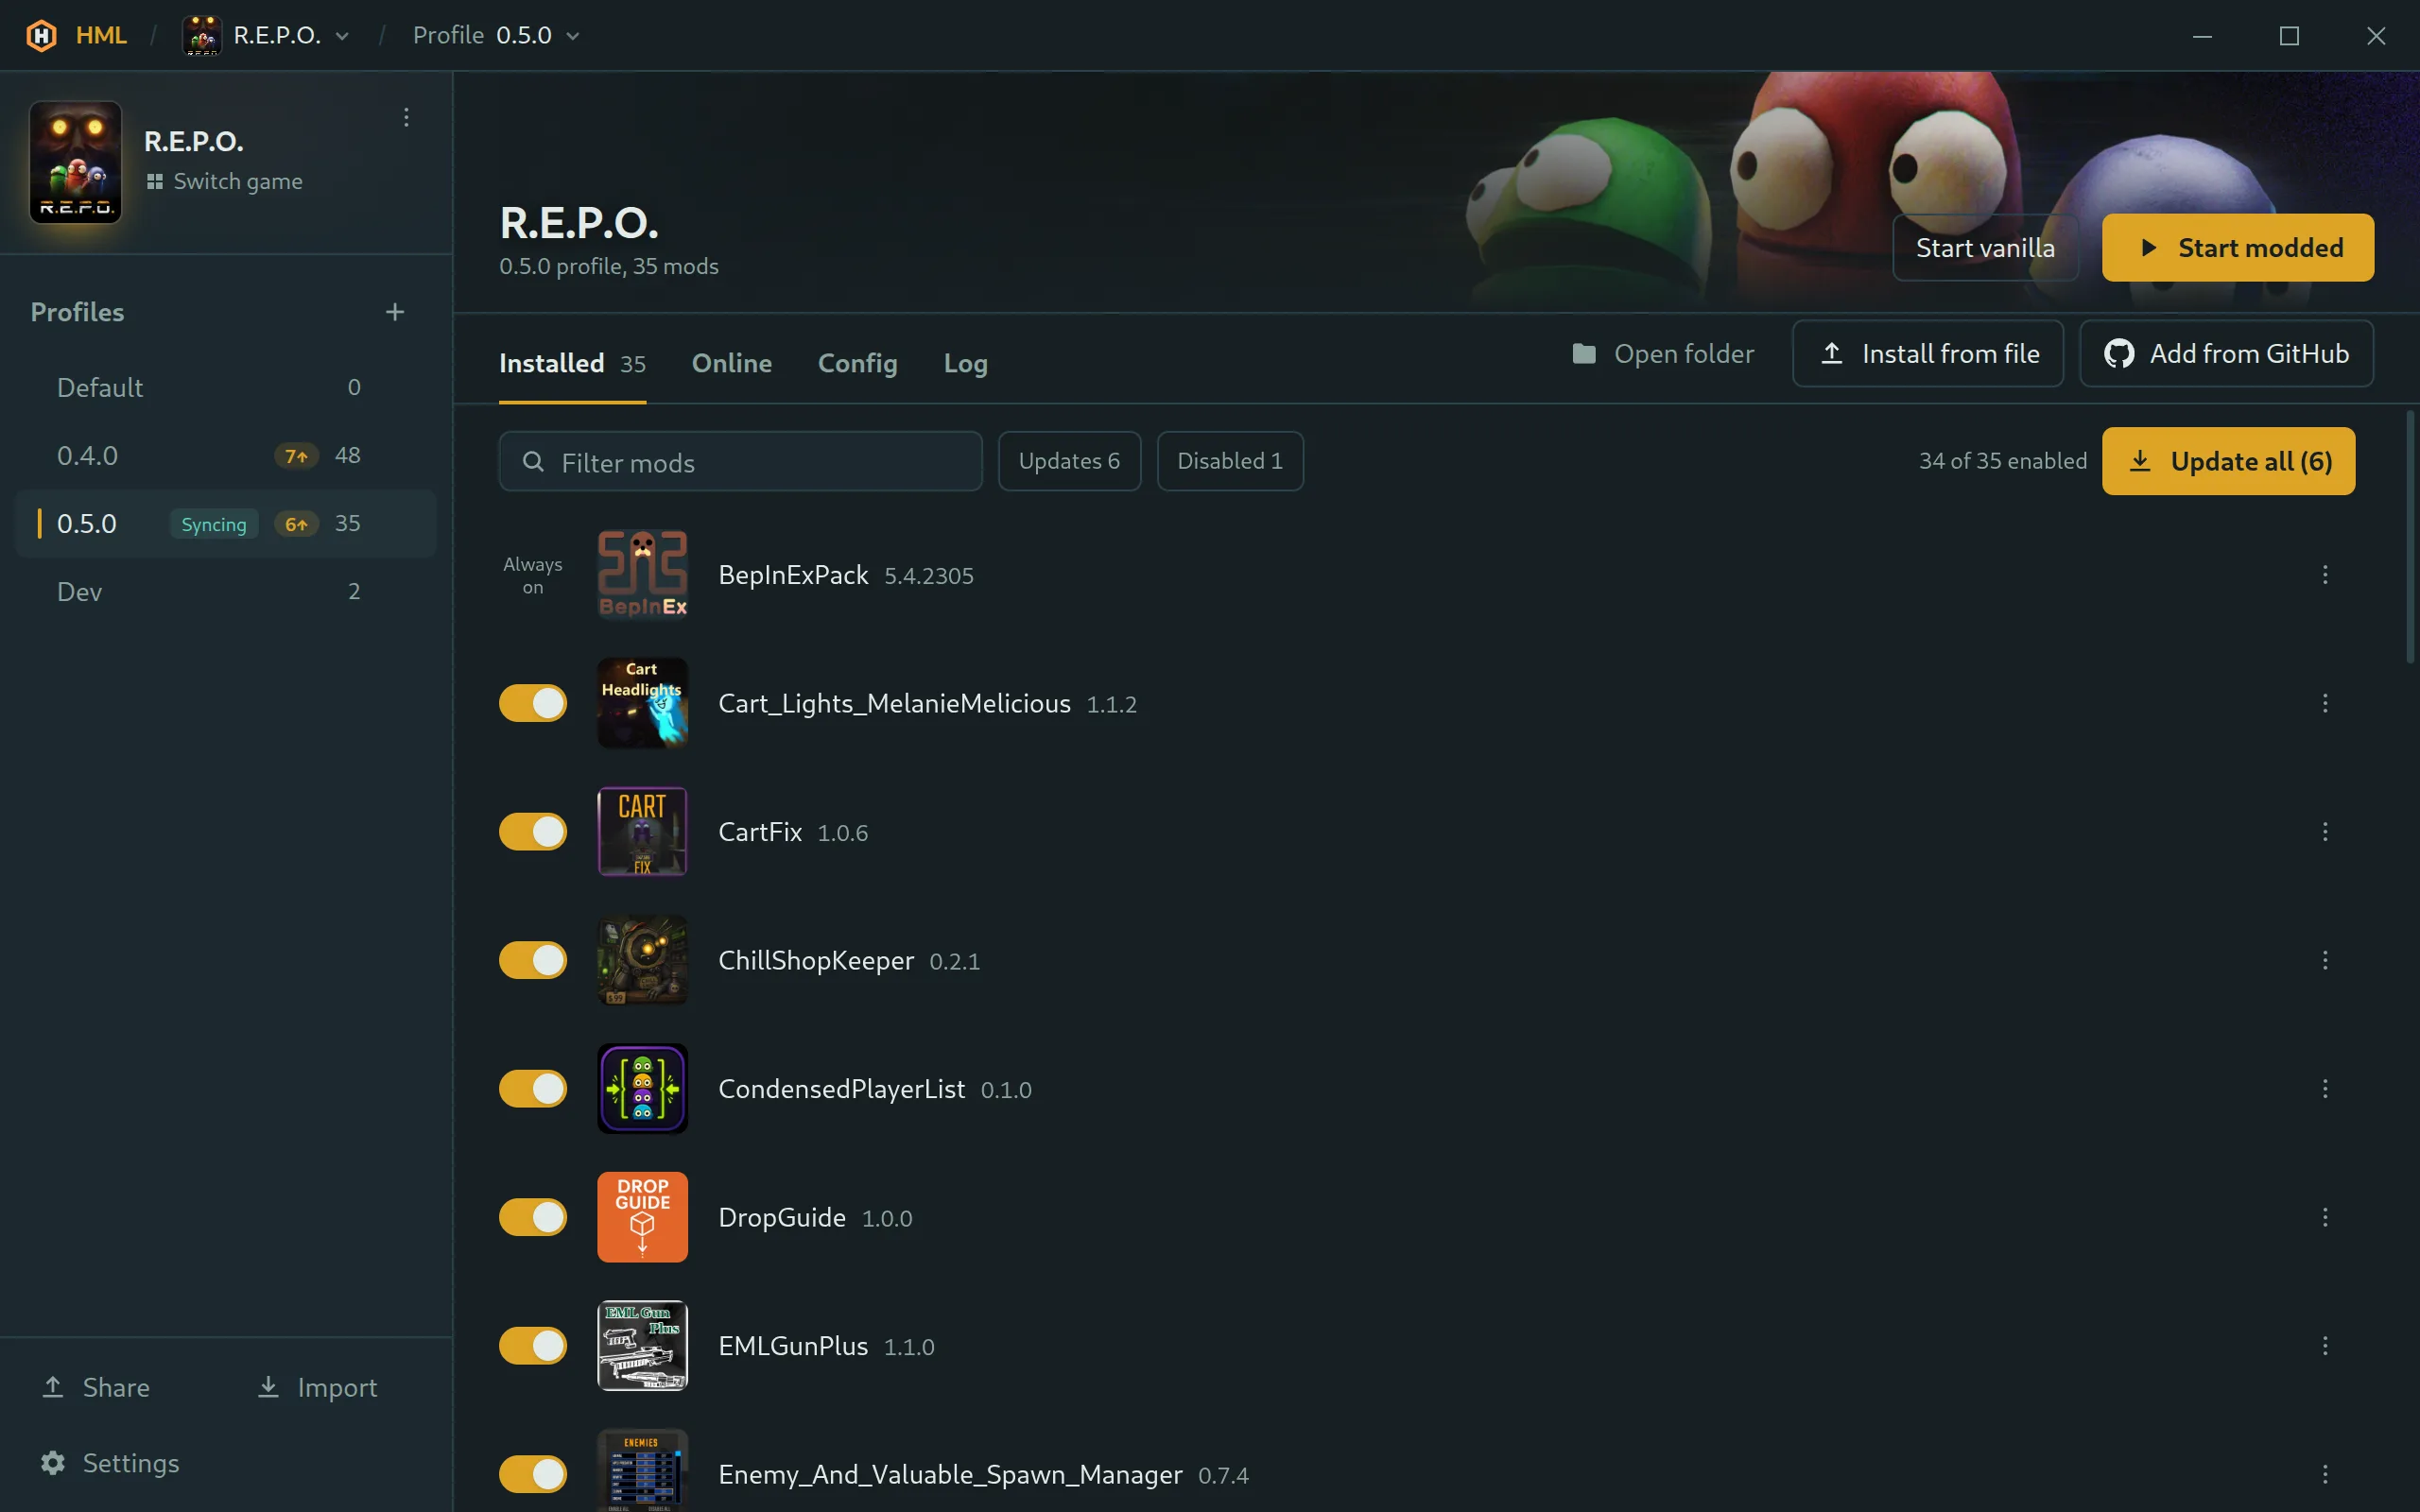 HML / R.E.P.O. / Profile 0.5.0
R.E.P.O.
Switch game
R.E.P.O.
Profiles
Default 0
0.4.0 7↑ 48
0.5.0 Syncing 6↑ 35
Dev 2
Share
Import
Settings
R.E.P.O.
0.5.0 profile, 35 mods
Start vanilla
Start modded
Installed 35
Online
Config
Log
Open folder
Install from file
Add from GitHub
Filter mods
Updates 6
Disabled 1
34 of 35 enabled
Update all (6)
Always
on
BepInEx
BepInExPack 5.4.2305
Cart
Headlights
Cart_Lights_MelanieMelicious 1.1.2
CART
FIX
CartFix 1.0.6
ChillShopKeeper 0.2.1
CondensedPlayerList 0.1.0
DROP
GUIDE
DropGuide 1.0.0
EML Gun
Plus
EMLGunPlus 1.1.0
ENEMIES
Enemy_And_Valuable_Spawn_Manager 0.7.4